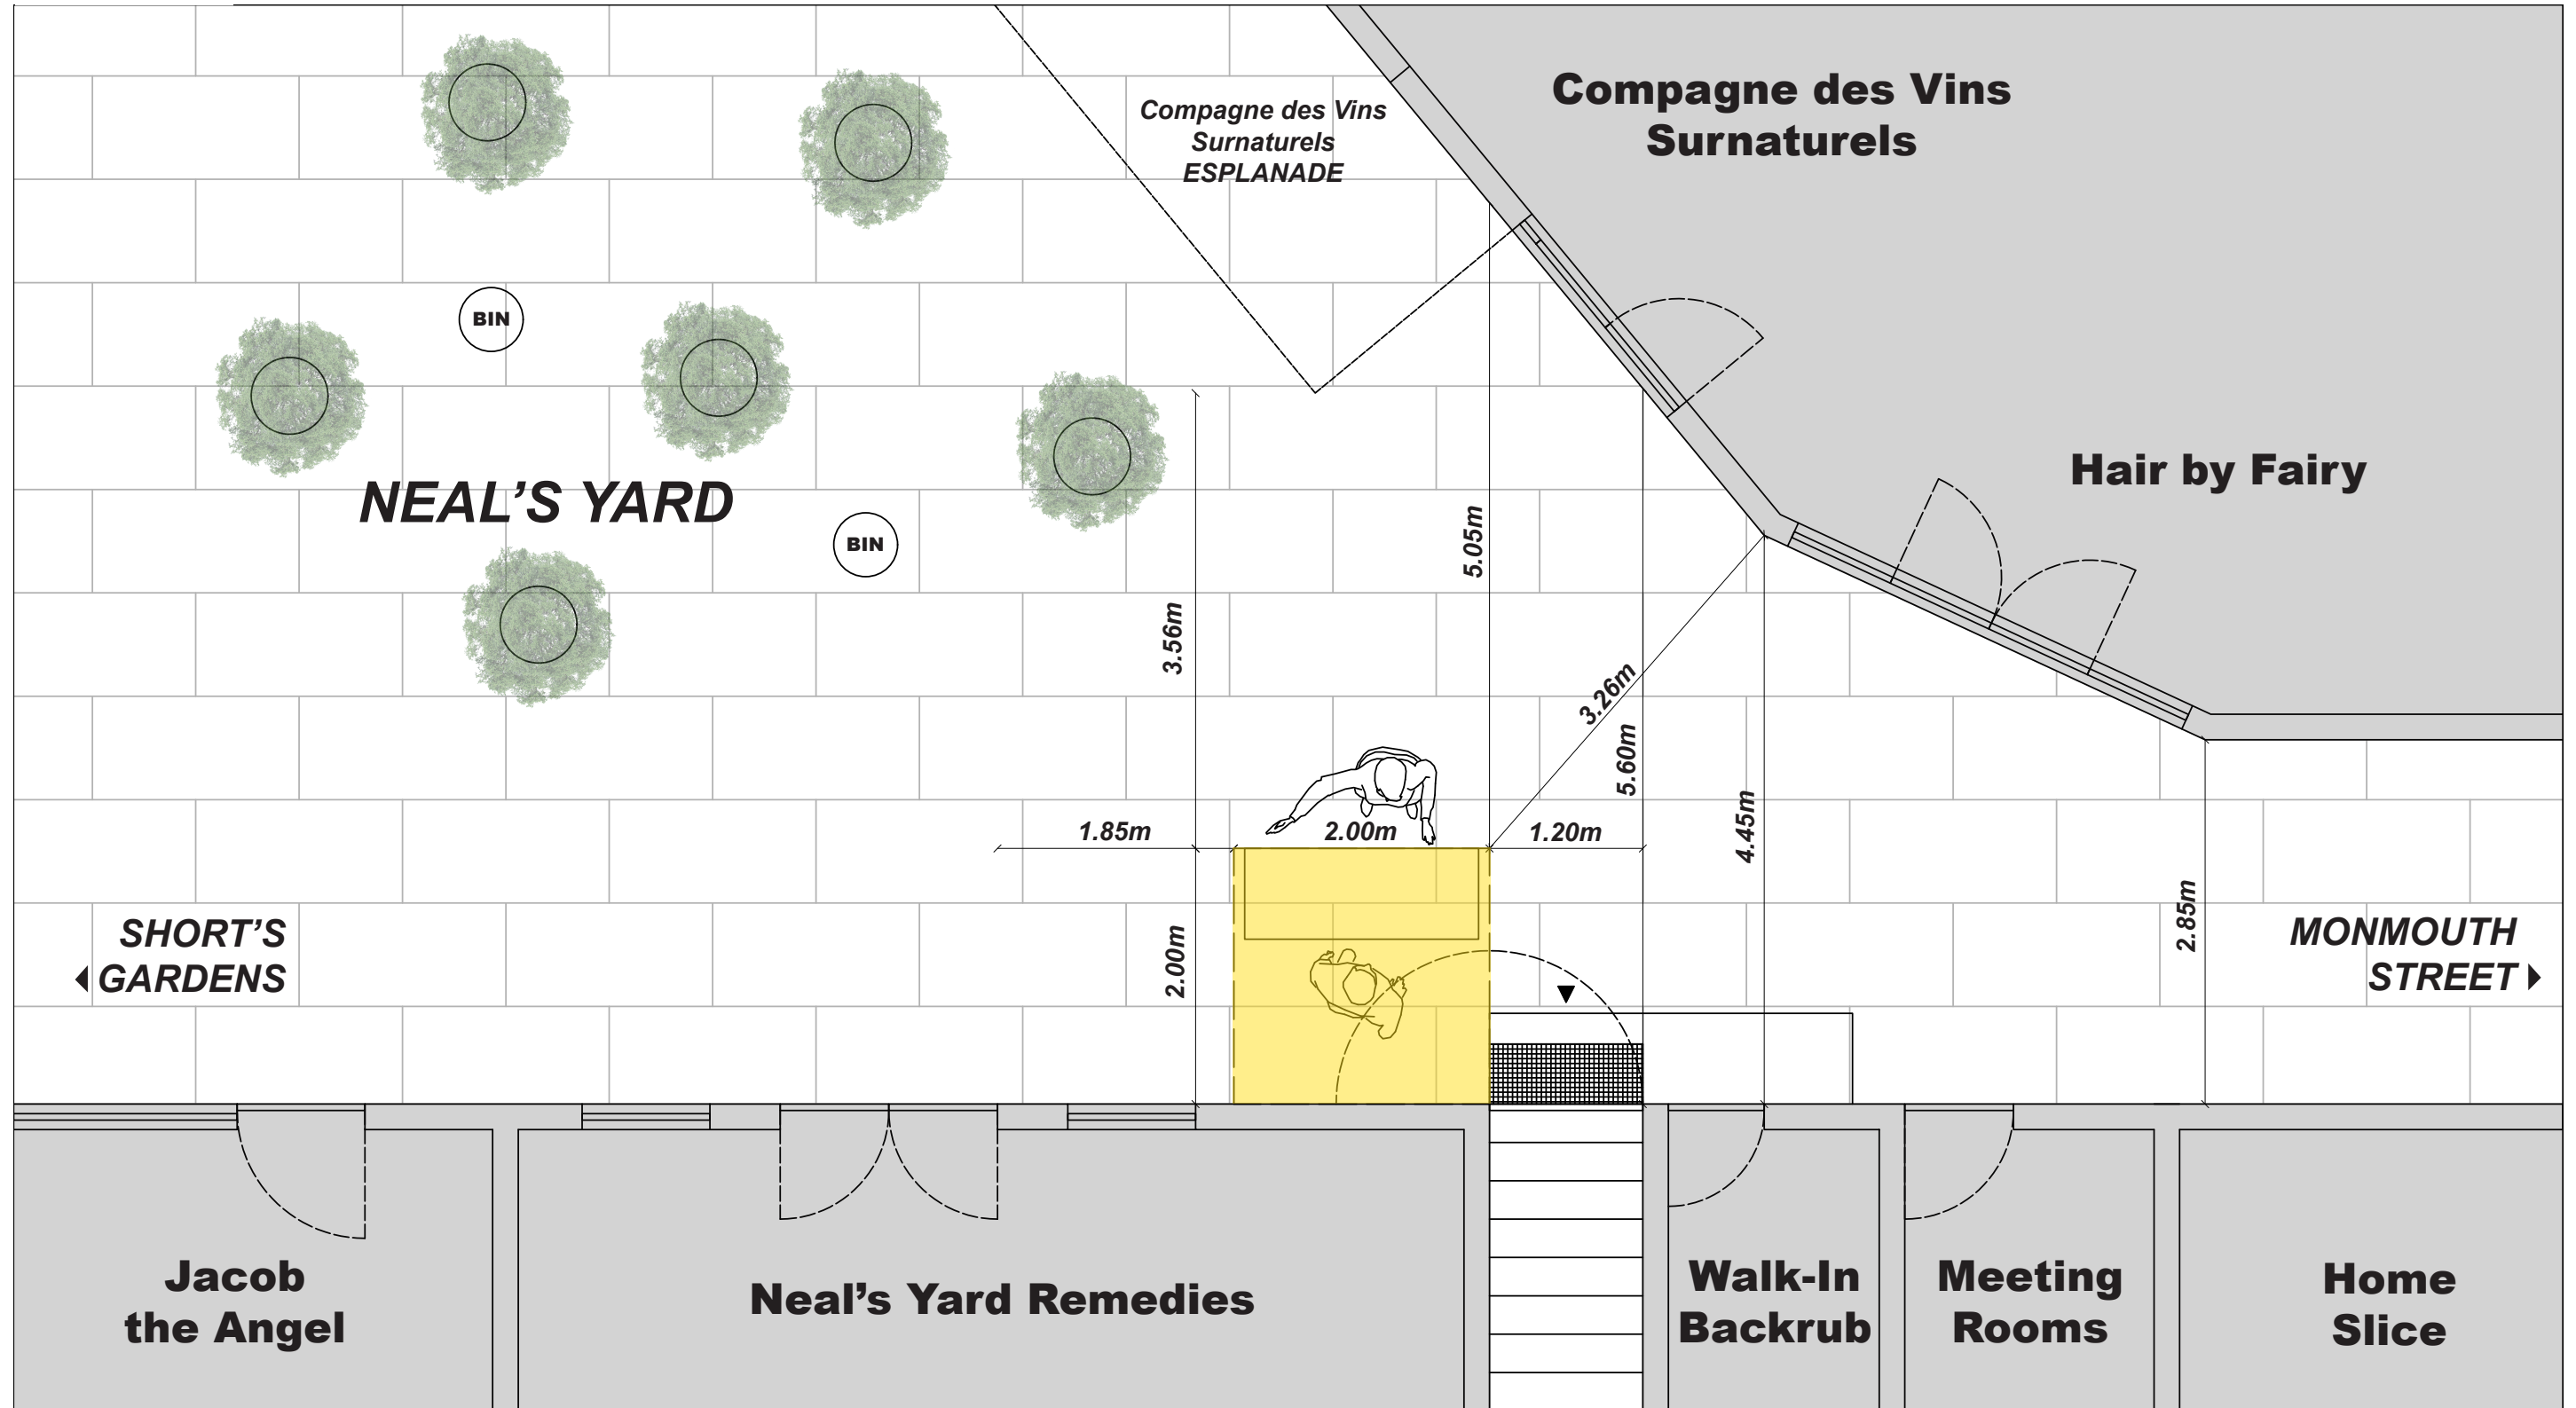 Compagne des Vins
Surnaturels
Compagne des Vins
Surnaturels
ESPLANADE
BIN
Hair by Fairy
NEAL’S YARD
BIN
5.05m
3.56m
3.26m
5.60m
1.85m
2.00m
1.20m
4.45m
2.85m
SHORT’S
GARDENS
2.00m
MONMOUTH
STREET
Jacob
the Angel
Neal’s Yard Remedies
Walk-In
Backrub
Meeting
Rooms
Home
Slice